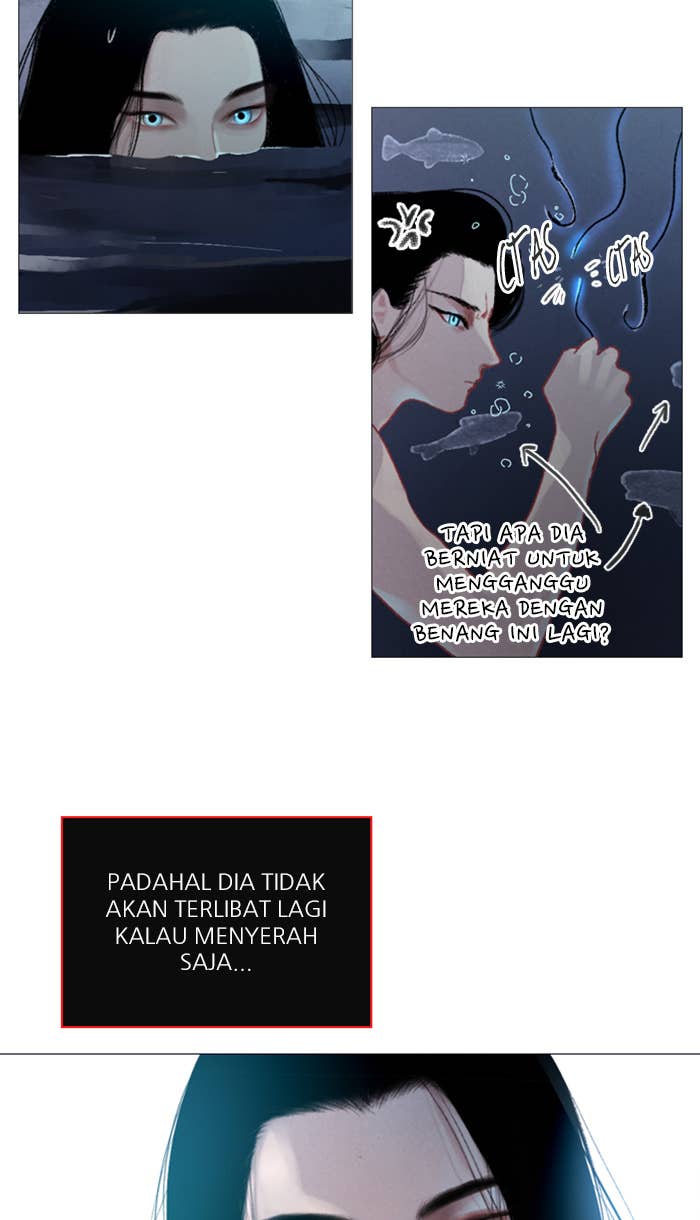 CTAS
CTAS
TAPI APA DIA
BERNIAT UNTUK
MENGGANGGU
MEREKA DENGAN
BENANG INI LAGI?
PADAHAL DIA TIDAK
AKAN TERLIBAT LAGI
KALAU MENYERAH
SAJA...